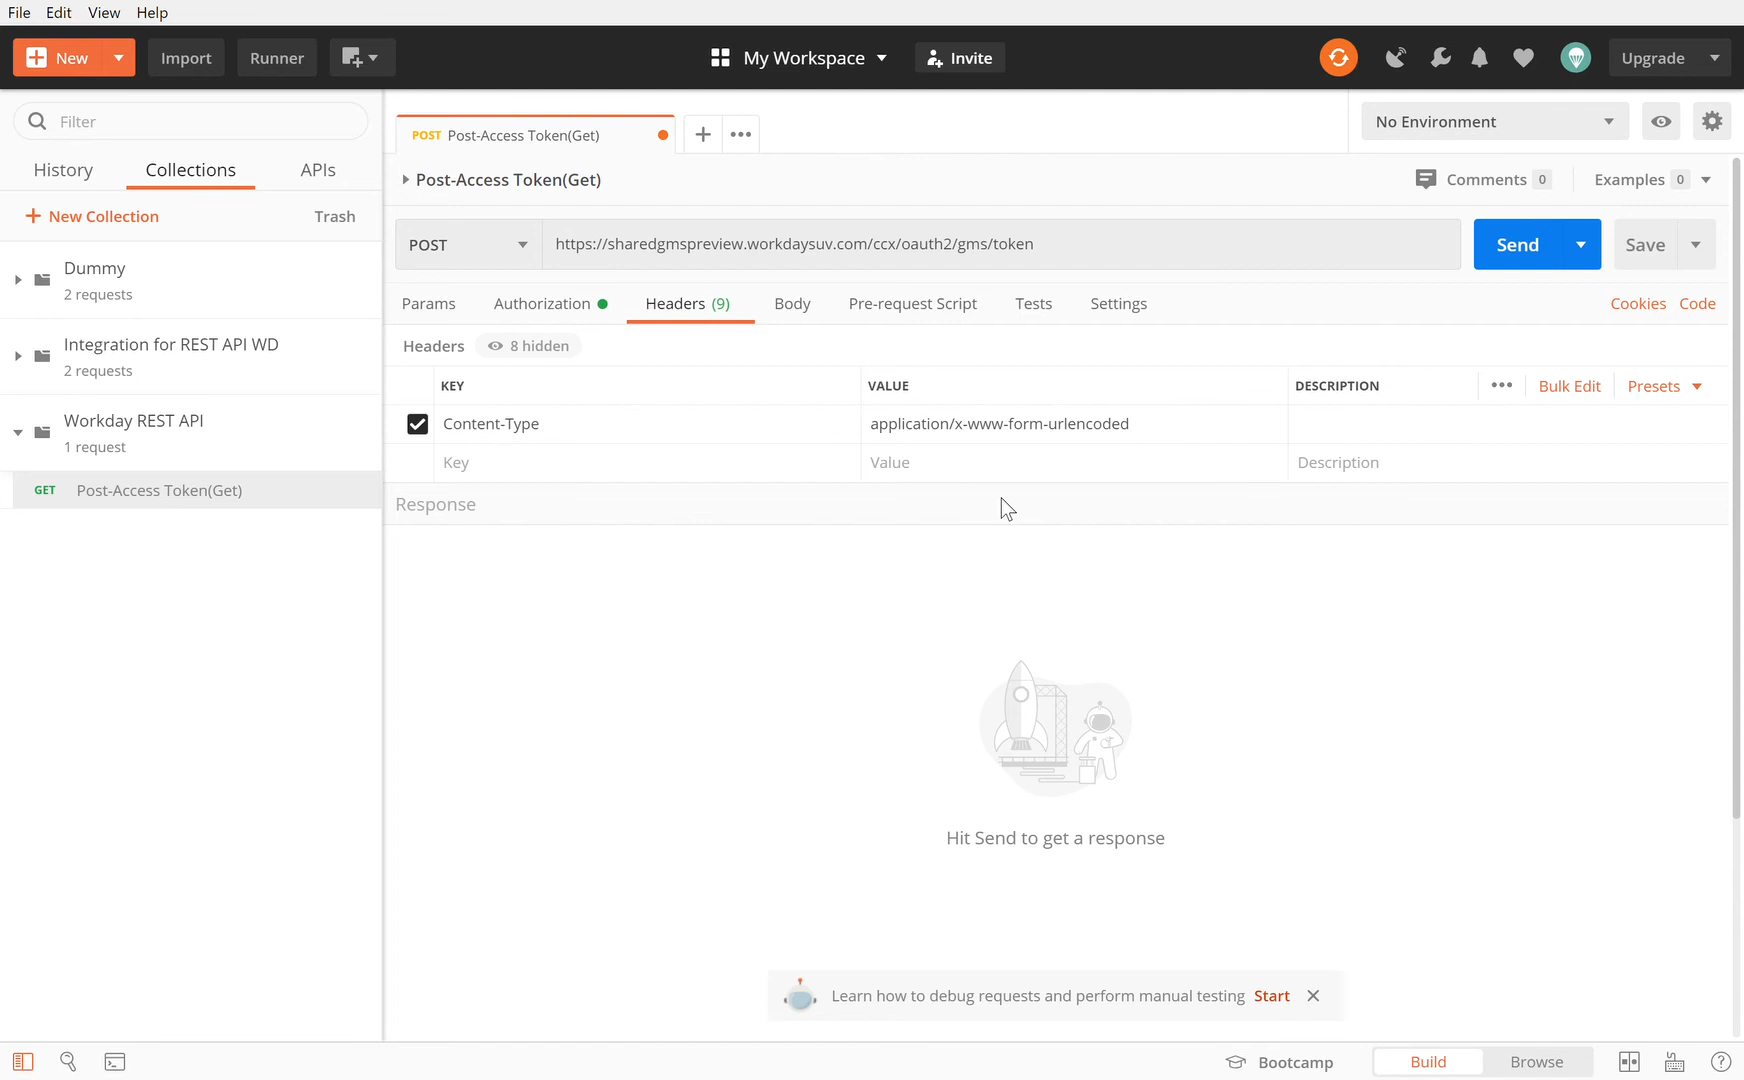 File Edit View Help
New Import Runner My Workspace Invite Upgrade
Filter
History Collections APIs
New Collection Trash
Dummy
2 requests
Integration for REST API WD
2 requests
Workday REST API
1 request
GET Post-Access Token(Get)
POST Post-Access Token(Get)
No Environment
Post-Access Token(Get)
Comments 0 Examples 0
POST https://sharedgmspreview.workdaysuv.com/ccx/oauth2/gms/token Send Save
Params Authorization Headers (9) Body Pre-request Script Tests Settings Cookies Code
Headers 8 hidden
KEY VALUE DESCRIPTION Bulk Edit Presets
Content-Type application/x-www-form-urlencoded
Key Value Description
Response
Hit Send to get a response
Learn how to debug requests and perform manual testing Start
Bootcamp Build Browse